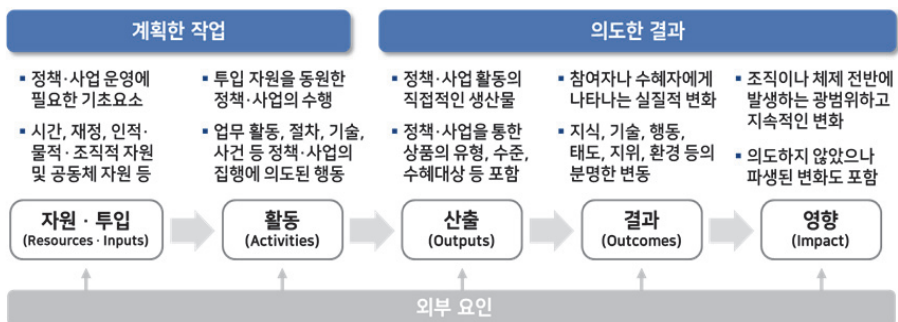 계획한 작업
의도한 결과
▪ 정책·사업 운영에
필요한 기초요소
▪ 시간, 재정, 인적·
물적·조직적 자원
및 공동체 자원 등
▪ 투입 자원을 동원한
정책·사업의 수행
▪ 업무 활동, 절차, 기술,
사건 등 정책·사업의
집행에 의도된 행동
▪ 정책·사업 활동의
직접적인 생산물
▪ 정책·사업을 통한
상품의 유형, 수준,
수혜대상 등 포함
▪ 참여자나 수혜자에게
나타나는 실질적 변화
▪ 지식, 기술, 행동,
태도, 지위, 환경 등의
분명한 변동
▪ 조직이나 체제 전반에
발생하는 광범위하고
지속적인 변화
▪ 의도하지 않았으나
파생된 변화도 포함
자원·투입
(Resources·Inputs)
활동
(Activities)
산출
(Outputs)
결과
(Outcomes)
영향
(Impact)
외부 요인